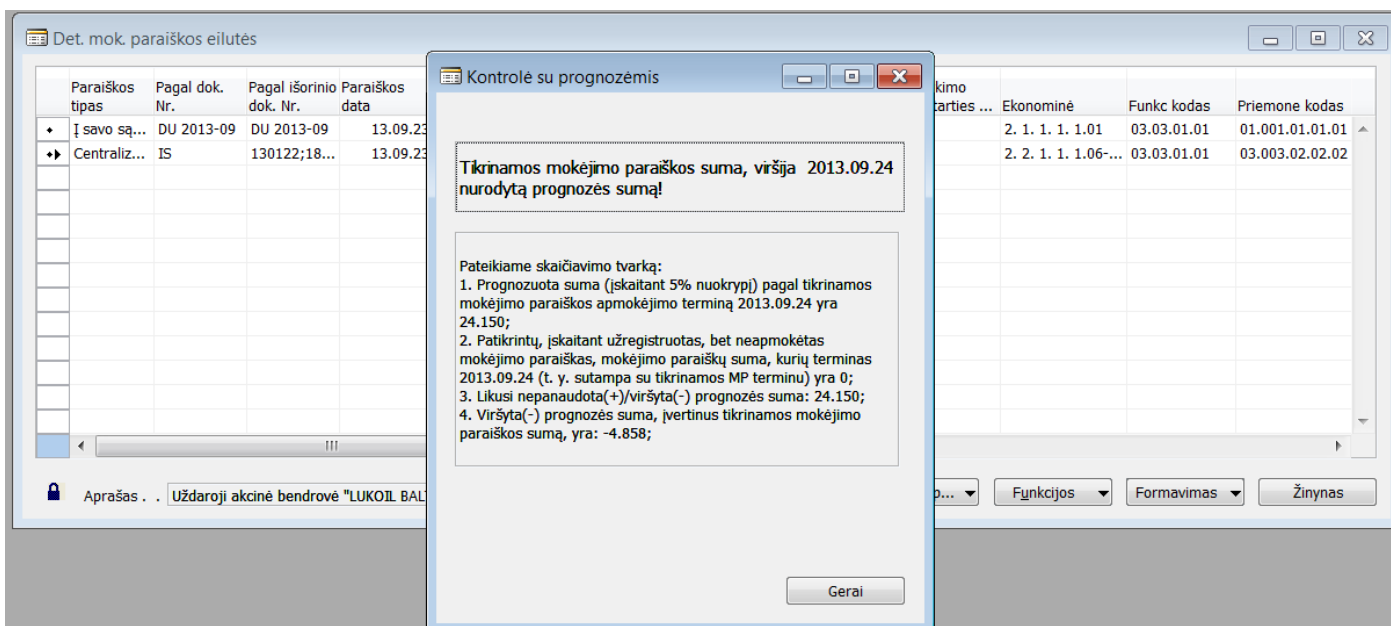 Det. mok. paraiškos eilutės
Paraiškos tipas Pagal dok. Nr. Pagal išorinio dok. Nr. Paraiškos data kimo tarties ... Ekonominė Funkc kodas Priemone kodas
Į savo są... DU 2013-09 DU 2013-09 13.09.23 2. 1. 1. 1. 1.01 03.03.01.01 01.001.01.01.01
Centraliz... IS 130122;18... 13.09.23 2. 2. 1. 1. 1.06-... 03.03.01.01 03.003.02.02.02
Aprašas . . Uždaroji akcinė bendrovė "LUKOIL BAL
Funkcijos
Formavimas
Žinynas
Kontrolė su prognozėmis
Tikrinamos mokėjimo paraiškos suma, viršija 2013.09.24
nurodytą prognozės sumą!
Pateikiame skaičiavimo tvarką:
1. Prognozuota suma (įskaitant 5% nuokrypį) pagal tikrinamos
mokėjimo paraiškos apmokėjimo terminą 2013.09.24 yra
24.150;
2. Patikrintų, įskaitant užregistruotas, bet neapmokėtas
mokėjimo paraiškas, mokėjimo paraiškų suma, kurių terminas
2013.09.24 (t. y. sutampa su tikrinamos MP terminu) yra 0;
3. Likusi nepanaudota(+)/viršyta(-) prognozės suma: 24.150;
4. Viršyta(-) prognozės suma, įvertinus tikrinamos mokėjimo
paraiškos sumą, yra: -4.858;
Gerai